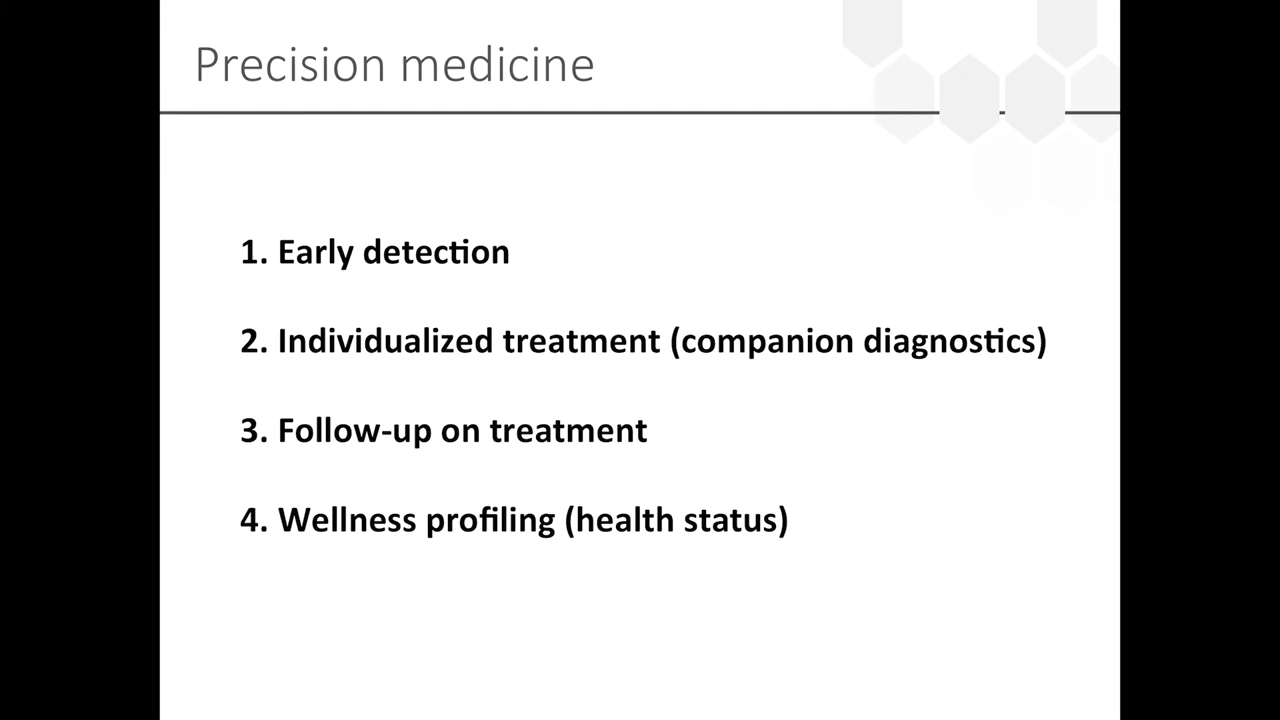 Precision medicine
1. Early detection
2. Individualized treatment (companion diagnostics)
3. Follow-up on treatment
4. Wellness profiling (health status)